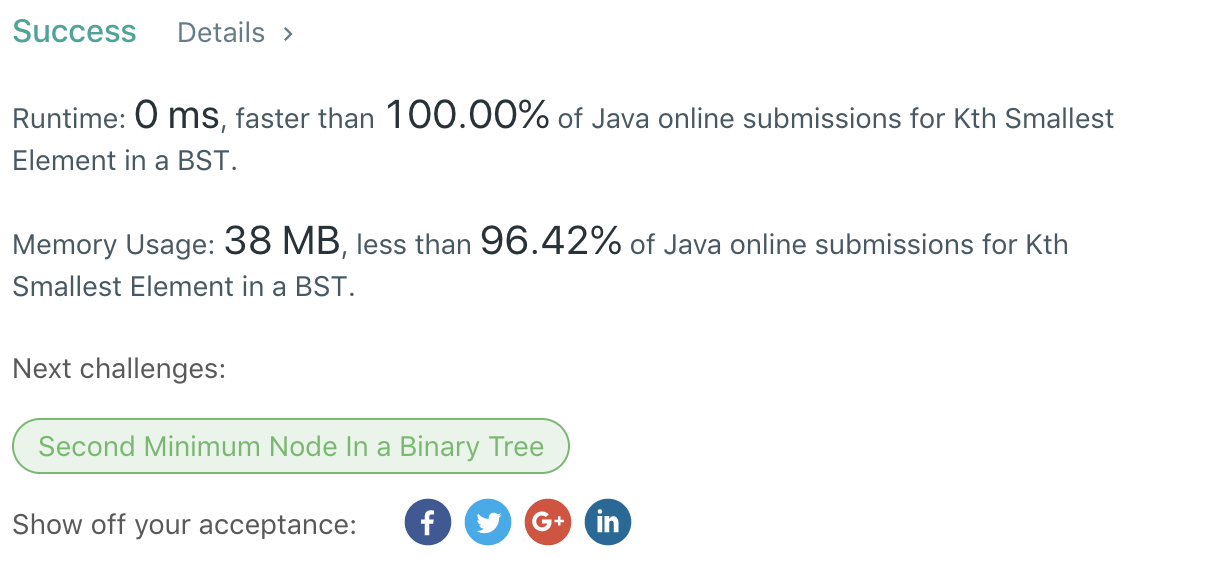 Success Details >
Runtime: 0 ms, faster than 100.00% of Java online submissions for Kth Smallest
Element in a BST.
Memory Usage: 38 MB, less than 96.42% of Java online submissions for Kth
Smallest Element in a BST.
Next challenges:
Second Minimum Node In a Binary Tree
Show off your acceptance: f G+ in